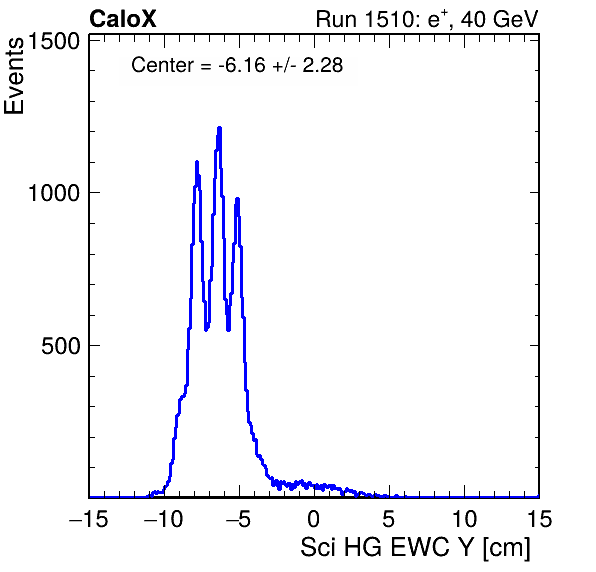 CaloX Run 1510: e⁺, 40 GeV
Events
Center = -6.16 +/- 2.28
1500
1000
500
−15 −10 −5 0 5 10 15
Sci HG EWC Y [cm]